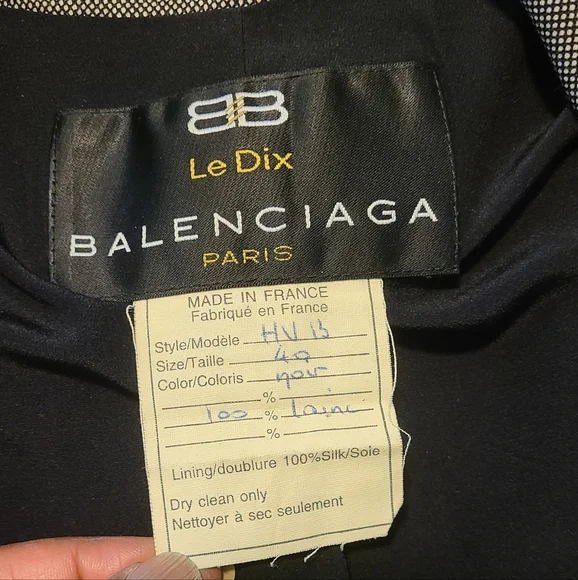 BB
Le Dix
BALENCIAGA
PARIS
MADE IN FRANCE
Fabriqué en France
Style/Modèle HV 13
Size/Taille 40
Color/Coloris noir
%
100 % laine
%
Lining/doublure 100%Silk/Soie
Dry clean only
Nettoyer à sec seulement